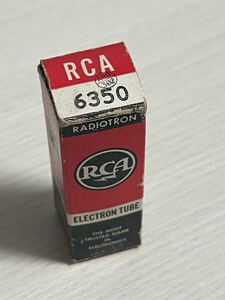 RCA
6350
RADIOTRON
RCA
ELECTRON TUBE
THE MOST
TRUSTED NAME
IN
ELECTRONICS